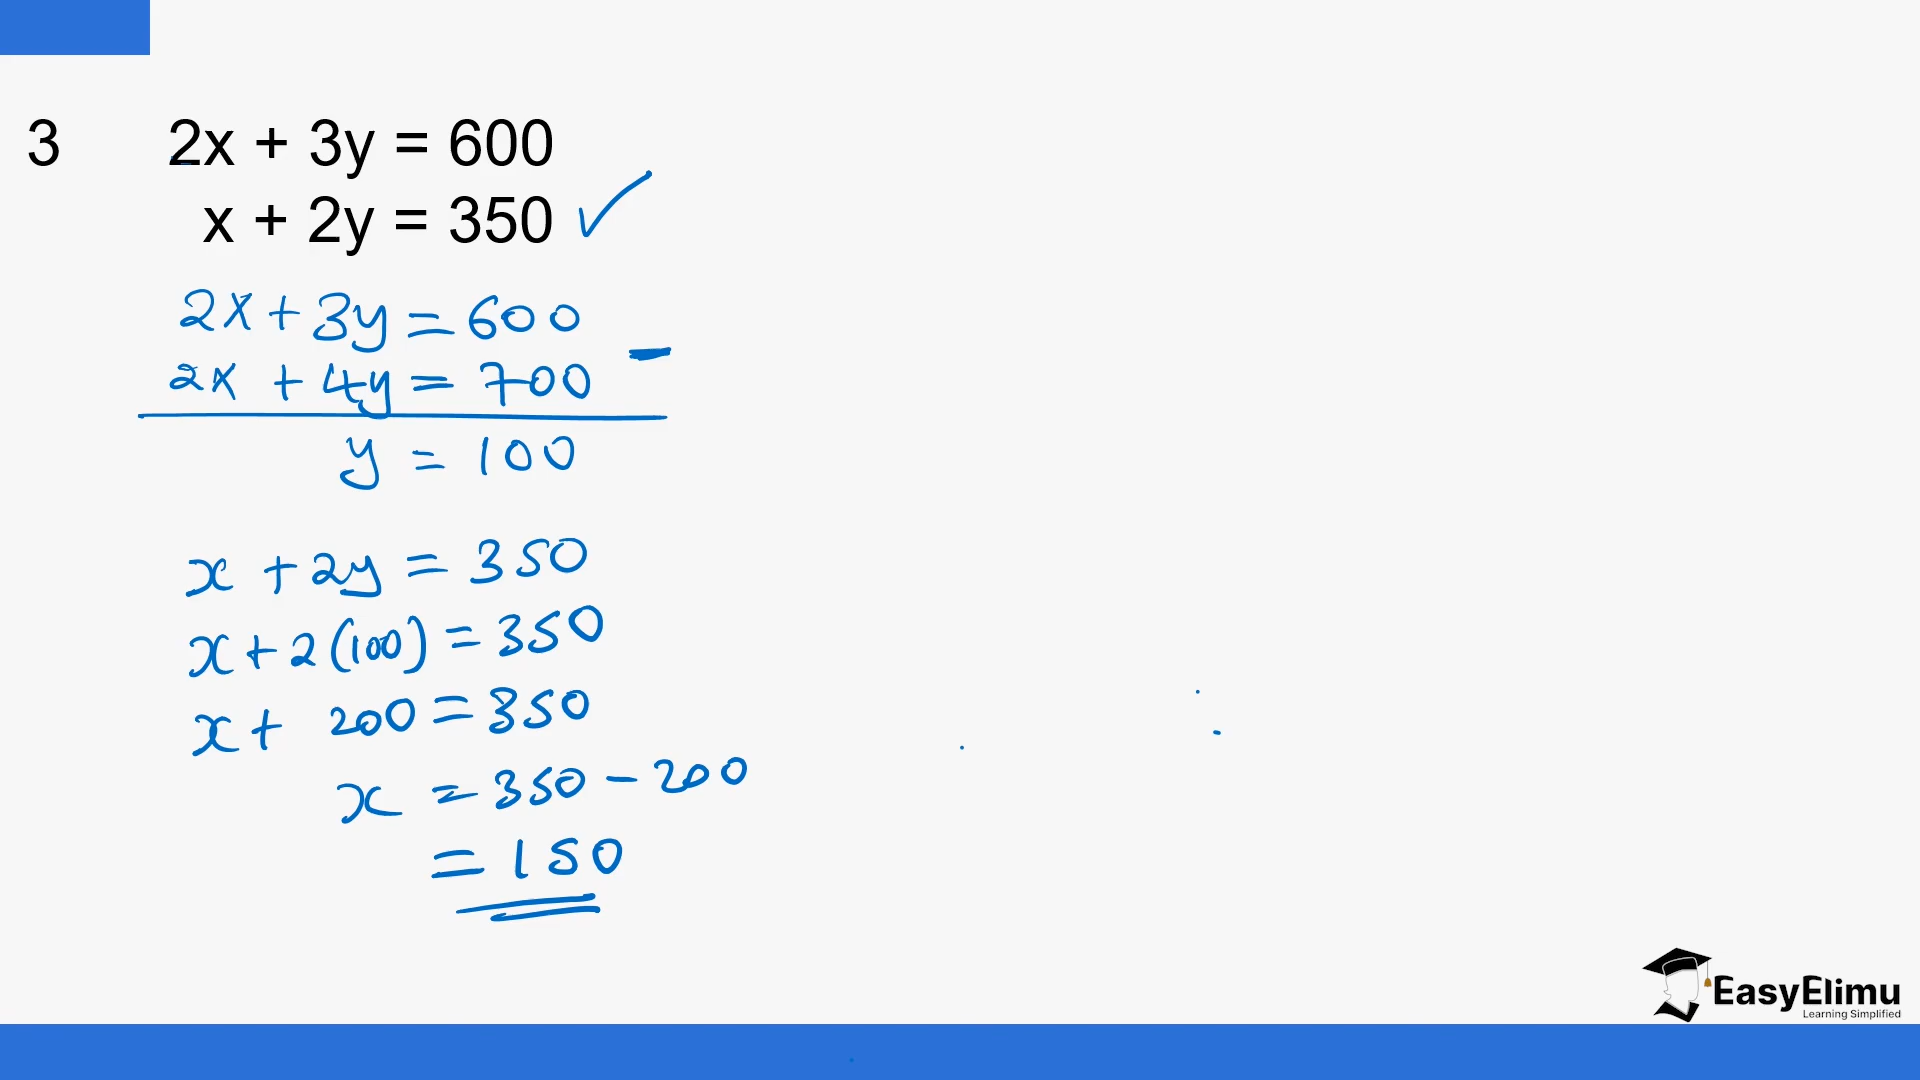 3 2x + 3y = 600
x + 2y = 350 ✓
2x + 3y = 600
2x + 4y = 700 −
y = 100
x + 2y = 350
x + 2 (100) = 350
x + 200 = 350
x = 350 − 200
= 150
EasyElimu
Learning Simplified